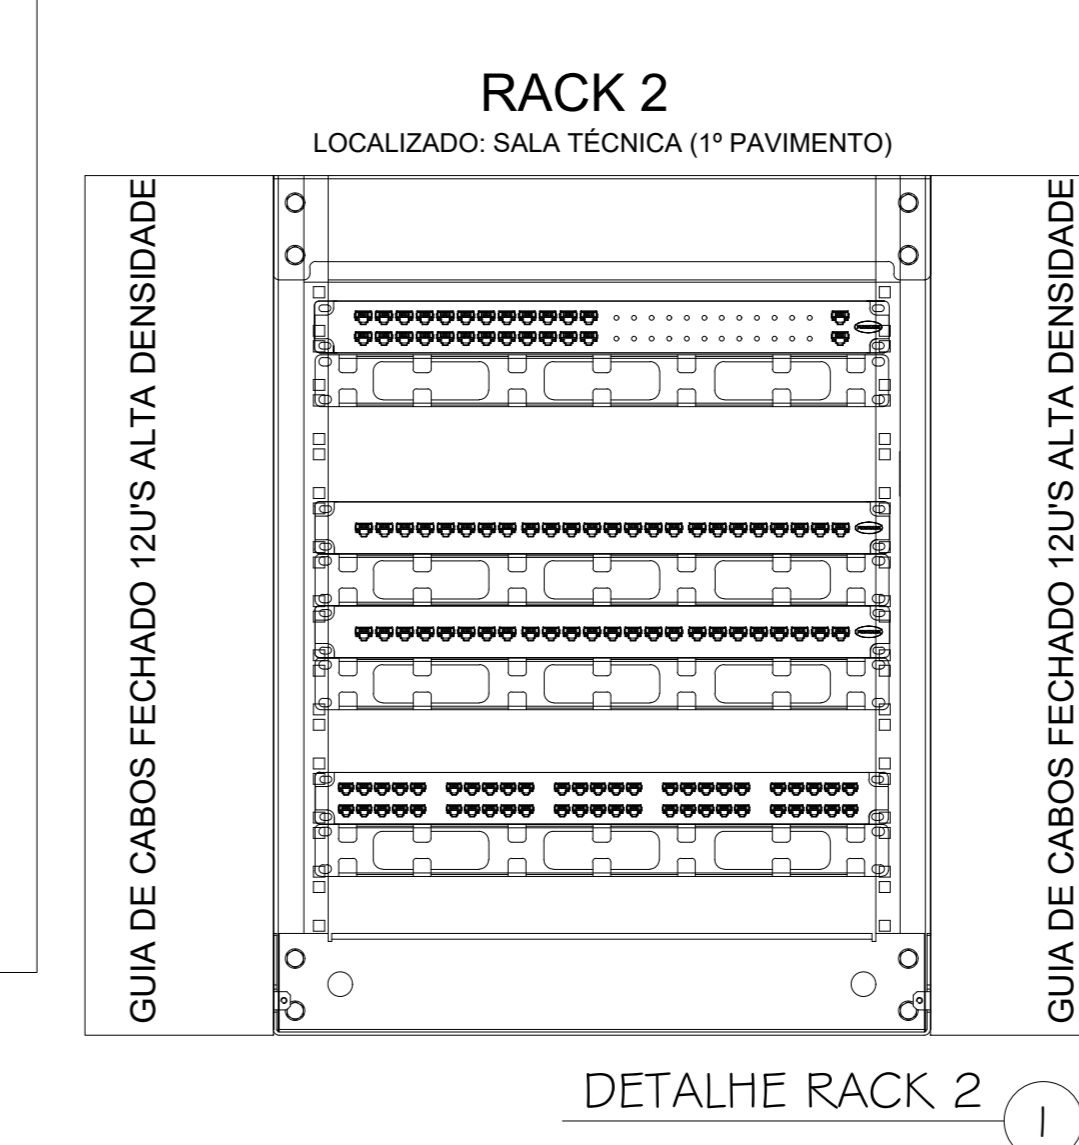 RACK 2
LOCALIZADO: SALA TÉCNICA (1º PAVIMENTO)
GUIA DE CABOS FECHADO 12U'S ALTA DENSIDADE
GUIA DE CABOS FECHADO 12U'S ALTA DENSIDADE
DETALHE RACK 2
1